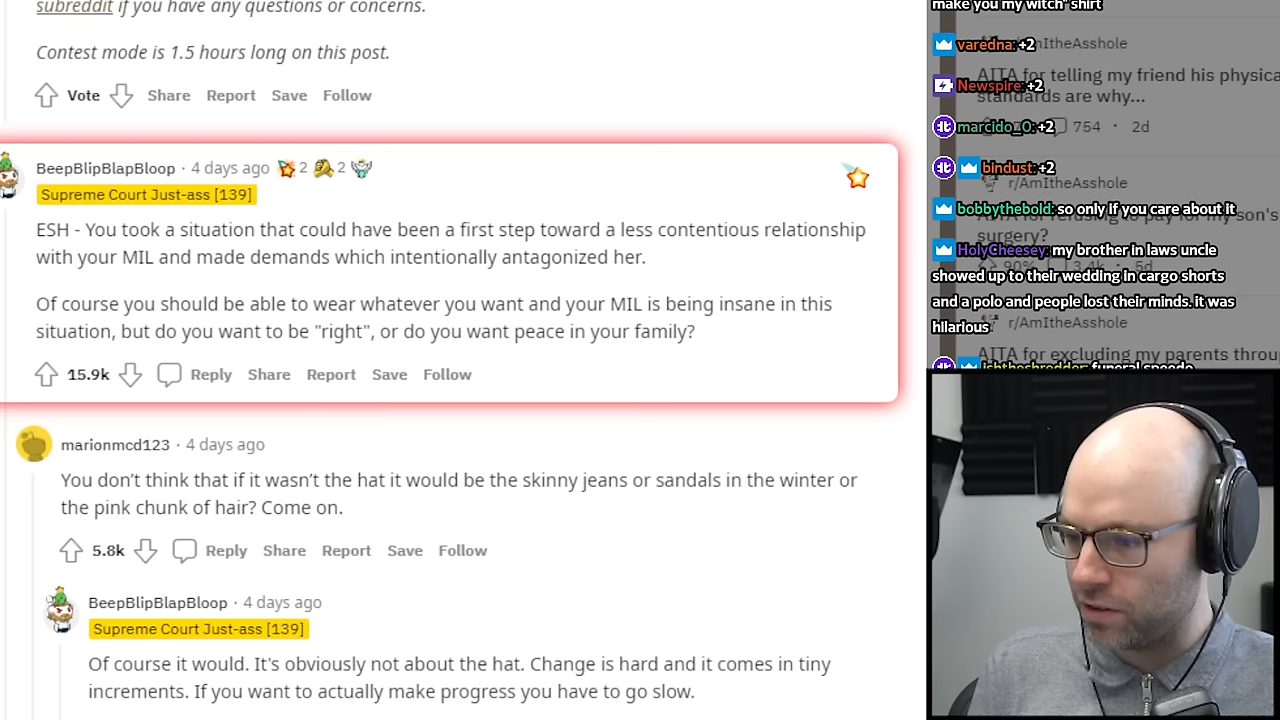 subreddit if you have any questions or concerns.
Contest mode is 1.5 hours long on this post.
Vote Share Report Save Follow
BeepBlipBlapBloop · 4 days ago 2 2
Supreme Court Just-ass [139]
ESH - You took a situation that could have been a first step toward a less contentious relationship
with your MIL and made demands which intentionally antagonized her.
Of course you should be able to wear whatever you want and your MIL is being insane in this
situation, but do you want to be "right", or do you want peace in your family?
15.9k Reply Share Report Save Follow
marionmcd123 · 4 days ago
You don’t think that if it wasn’t the hat it would be the skinny jeans or sandals in the winter or
the pink chunk of hair? Come on.
5.8k Reply Share Report Save Follow
BeepBlipBlapBloop · 4 days ago
Supreme Court Just-ass [139]
Of course it would. It's obviously not about the hat. Change is hard and it comes in tiny
increments. If you want to actually make progress you have to go slow.
make you my witch" shirt
varedna: +2
Newspire: +2
marcido_O: +2
bindust: +2
bobbythebold: so only if you care about it
HolyCheesey: my brother in laws uncle
showed up to their wedding in cargo shorts
and a polo and people lost their minds. it was
hilarious
ishtheshredder: funeral speedo
r/AmItheAsshole
AITA for telling my friend his physica
standards are why...
754 · 2d
r/AmItheAsshole
son's
surgery?
90%
r/AmItheAsshole
AITA for excluding my parents throu